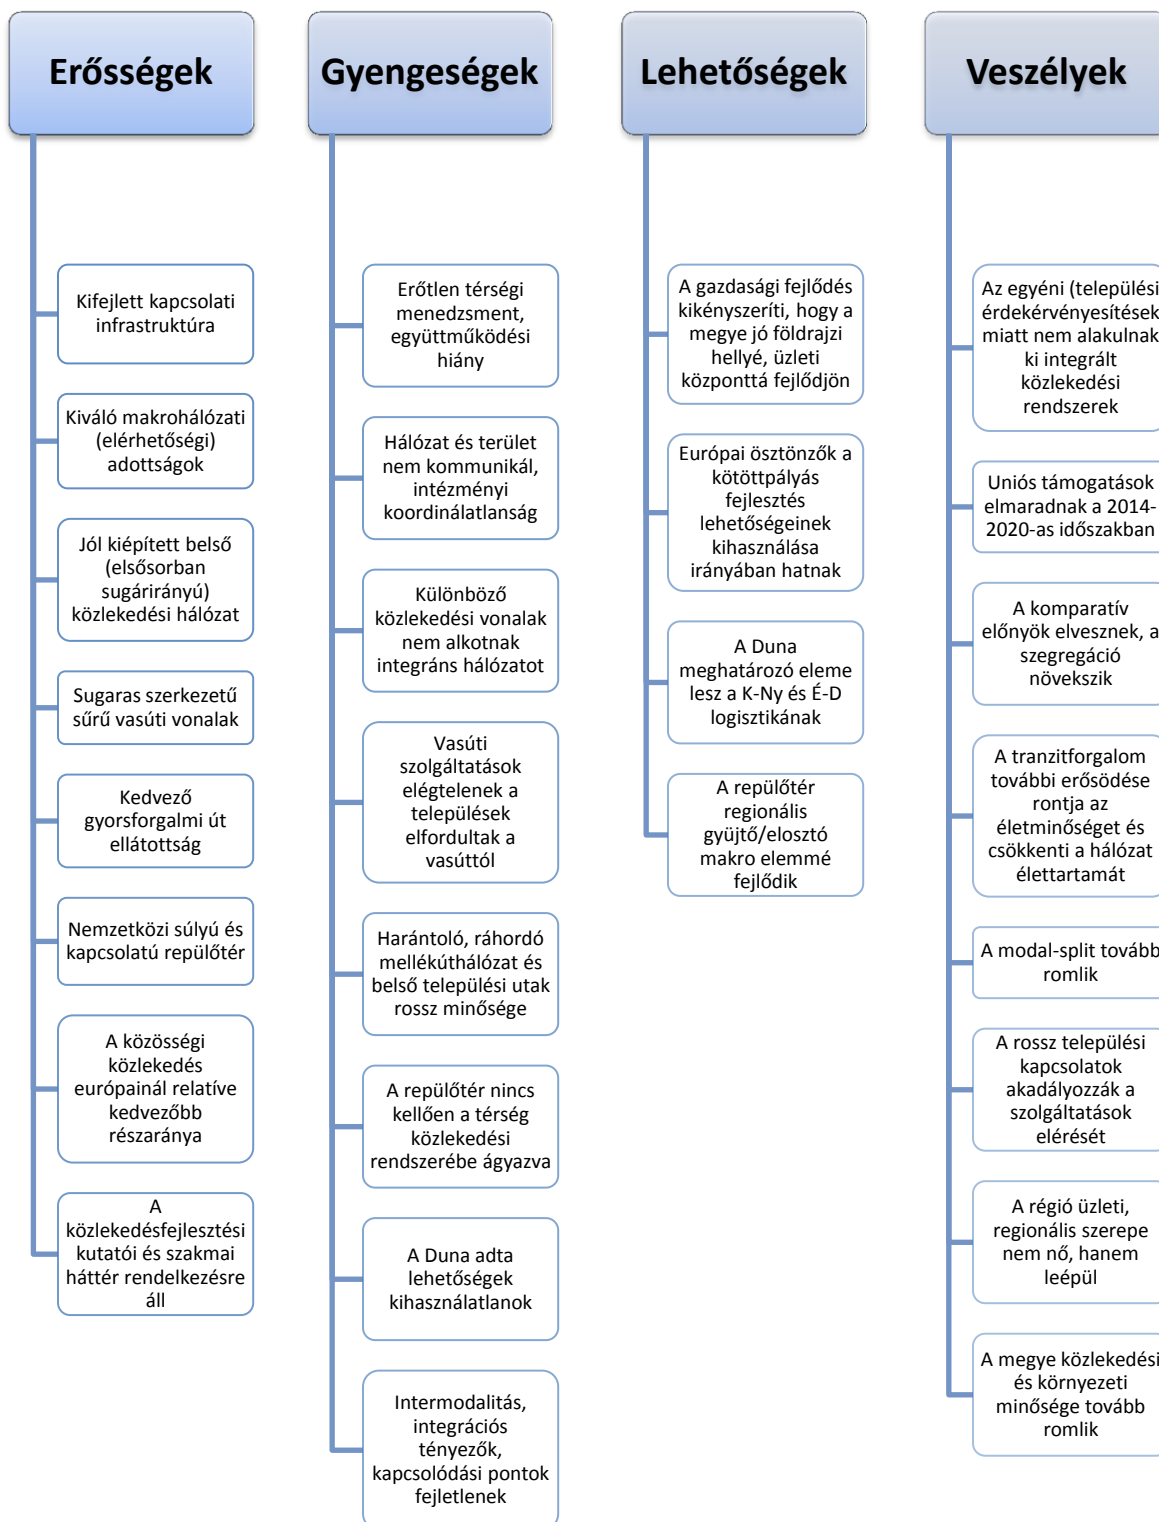 Erősségek
Kifejlett kapcsolati
infrastruktúra
Kiváló makrohálózati
(elérhetőségi)
adottságok
Jól kiépített belső
(elsősorban
sugárirányú)
közlekedési hálózat
Sugaras szerkezetű
sűrű vasúti vonalak
Kedvező
gyorsforgalmi út
ellátottság
Nemzetközi súlyú és
kapcsolatú repülőtér
A közösségi
közlekedés
európainál relatíve
kedvezőbb
részaránya
A
közlekedésfejlesztési
kutatói és szakmai
háttér rendelkezésre
áll
Gyengeségek
Erőtlen térségi
menedzsment,
együttműködési
hiány
Hálózat és terület
nem kommunikál,
intézményi
koordinálatlanság
Különböző
közlekedési vonalak
nem alkotnak
integráns hálózatot
Vasúti
szolgáltatások
elégtelenek a
települések
elfordultak a
vasúttól
Harántoló, ráhordó
mellékúthálózat és
belső települési utak
rossz minősége
A repülőtér nincs
kellően a térség
közlekedési
rendszerébe ágyazva
A Duna adta
lehetőségek
kihasználatlanok
Intermodalitás,
integrációs
tényezők,
kapcsolódási pontok
fejletlenek
Lehetőségek
A gazdasági fejlődés
kikényszeríti, hogy a
megye jó földrajzi
hellyé, üzleti
központtá fejlődjön
Európai ösztönzők a
kötöttpályás
fejlesztés
lehetőségeinek
kihasználása
irányában hatnak
A Duna
meghatározó eleme
lesz a K-Ny és É-D
logisztikának
A repülőtér
regionális
gyüjtő/elosztó
makro elemmé
fejlődik
Veszélyek
Az egyéni (települési
érdekérvényesítések
miatt nem alakulnak
ki integrált
közlekedési
rendszerek
Uniós támogatások
elmaradnak a 2014-
2020-as időszakban
A komparatív
előnyök elvesznek, a
szegregáció
növekszik
A tranzitforgalom
további erősödése
rontja az
életminőséget és
csökkenti a hálózat
élettartamát
A modal-split tovább
romlik
A rossz települési
kapcsolatok
akadályozzák a
szolgáltatások
elérését
A régió üzleti,
regionális szerepe
nem nő, hanem
leépül
A megye közlekedési
és környezeti
minősége tovább
romlik